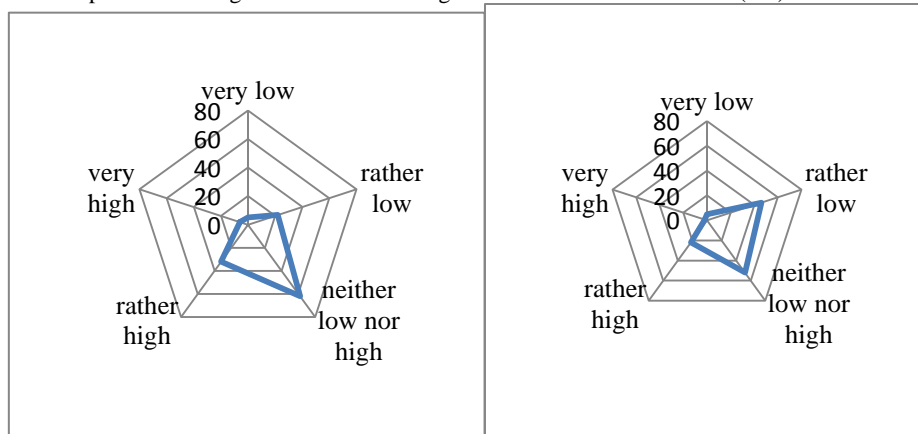 very low
80
60
40
20
0
rather
low
neither
low nor
high
rather
high
very
high
very low
80
60
40
20
0
rather
low
neither
low nor
high
rather
high
very
high